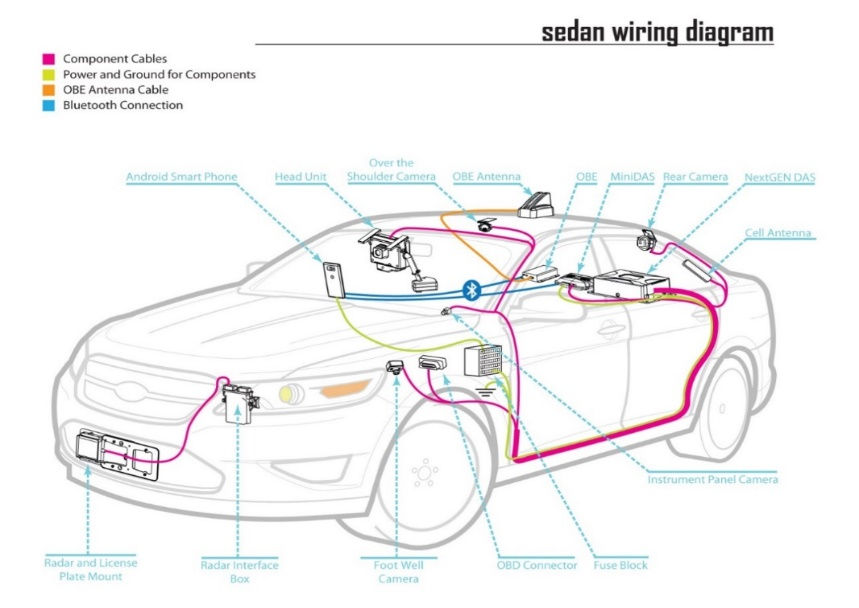 sedan wiring diagram
Component Cables
Power and Ground for Components
OBE Antenna Cable
Bluetooth Connection
Android Smart Phone
Head Unit
Over the
Shoulder Camera
OBE Antenna
OBE
MiniDAS
Rear Camera
NextGEN DAS
Cell Antenna
Instrument Panel Camera
Radar and License
Plate Mount
Radar Interface
Box
Foot Well
Camera
OBD Connector
Fuse Block